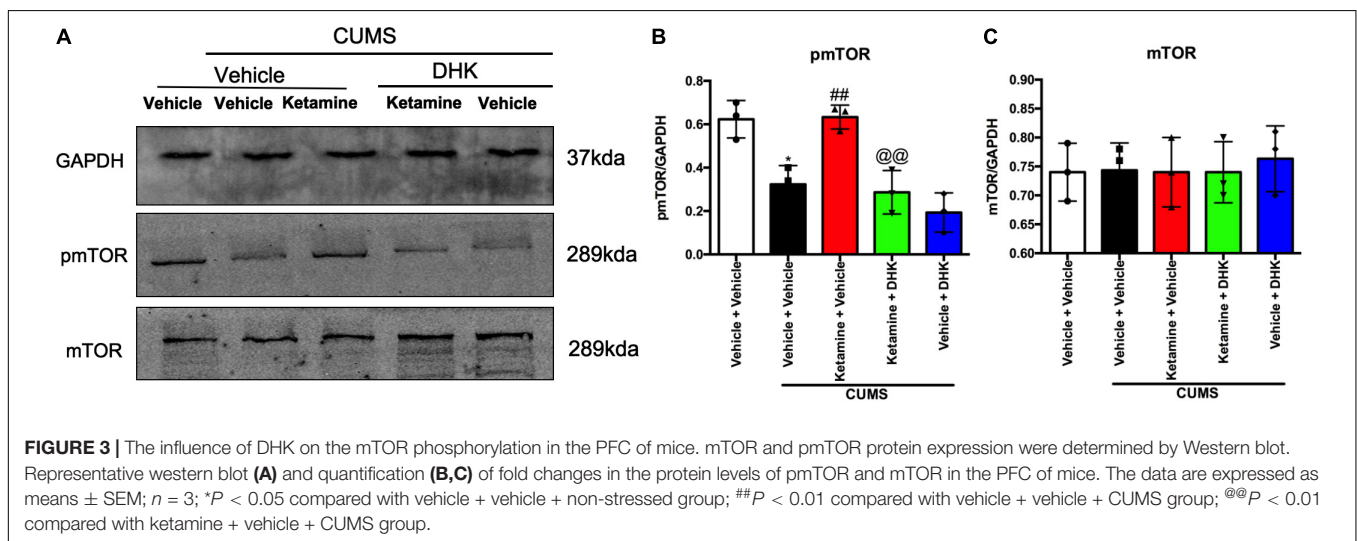 A
CUMS
Vehicle DHK
Vehicle Vehicle Ketamine Ketamine Vehicle
GAPDH 37kda
pmTOR 289kda
mTOR 289kda
B
pmTOR
pmTOR/GAPDH
0.8
0.6
0.4
0.2
0.0
*
##
@@
Vehicle + Vehicle
Vehicle + Vehicle
Ketamine + Vehicle
Ketamine + DHK
Vehicle + DHK
CUMS
C
mTOR
mTOR/GAPDH
0.90
0.85
0.80
0.75
0.70
0.65
0.60
Vehicle + Vehicle
Vehicle + Vehicle
Ketamine + Vehicle
Ketamine + DHK
Vehicle + DHK
CUMS
FIGURE 3 | The influence of DHK on the mTOR phosphorylation in the PFC of mice. mTOR and pmTOR protein expression were determined by Western blot.
Representative western blot (A) and quantification (B,C) of fold changes in the protein levels of pmTOR and mTOR in the PFC of mice. The data are expressed as
means ± SEM; n = 3; *P < 0.05 compared with vehicle + vehicle + non-stressed group; ##P < 0.01 compared with vehicle + vehicle + CUMS group; @@P < 0.01
compared with ketamine + vehicle + CUMS group.